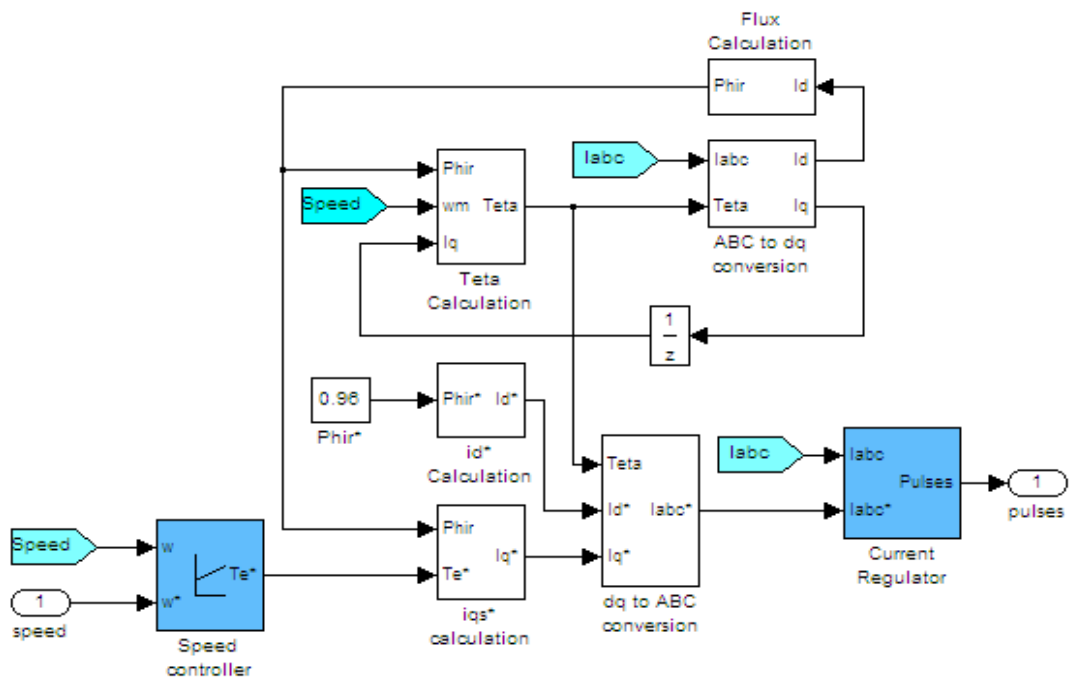 Flux
Calculation
Phir Id
Iabc
Iabc Id
Teta Iq
ABC to dq
conversion
Phir
Speed
wm Teta
Iq
Teta
Calculation
1
z
0.96
Phir*
Phir* Id*
id*
Calculation
Teta
Id* Iabc*
Iq*
dq to ABC
conversion
Iabc
Iabc
Pulses
Iabc*
Current
Regulator
1
pulses
Phir
Iq*
Te*
iqs*
calculation
Speed
w
Te*
w*
1
speed
Speed
controller